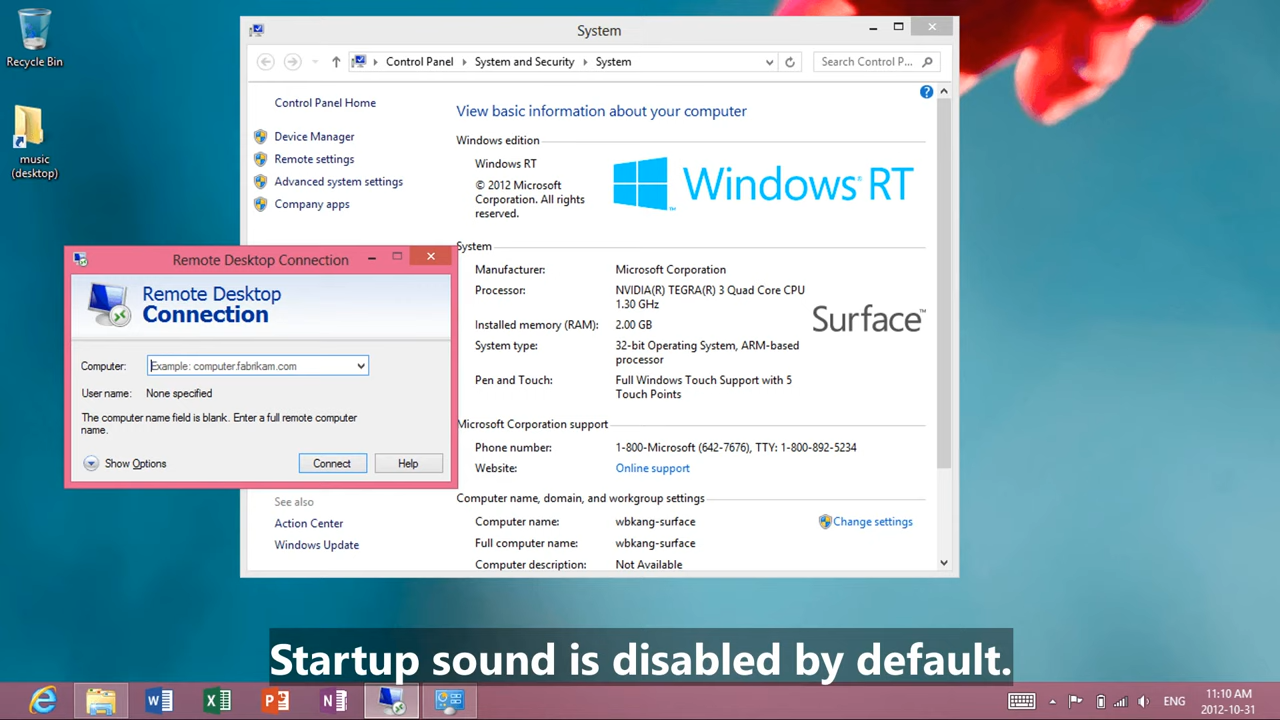 Recycle Bin
music
(desktop)
System
Control Panel
System and Security
System
Search Control P...
Control Panel Home
Device Manager
Remote settings
Advanced system settings
Company apps
See also
Action Center
Windows Update
View basic information about your computer
Windows edition
Windows RT
© 2012 Microsoft
Corporation. All rights
reserved.
Windows RT
System
Manufacturer: Microsoft Corporation
Processor: NVIDIA(R) TEGRA(R) 3 Quad Core CPU
1.30 GHz
Installed memory (RAM): 2.00 GB
System type: 32-bit Operating System, ARM-based
processor
Pen and Touch: Full Windows Touch Support with 5
Touch Points
Surface™
Microsoft Corporation support
Phone number: 1-800-Microsoft (642-7676), TTY: 1-800-892-5234
Website: Online support
Computer name, domain, and workgroup settings
Computer name: wbkang-surface
Change settings
Full computer name: wbkang-surface
Computer description: Not Available
Remote Desktop Connection
Remote Desktop
Connection
Computer: Example: computer.fabrikam.com
User name: None specified
The computer name field is blank. Enter a full remote computer
name.
Show Options
Connect
Help
Startup sound is disabled by default.
ENG
11:10 AM
2012-10-31